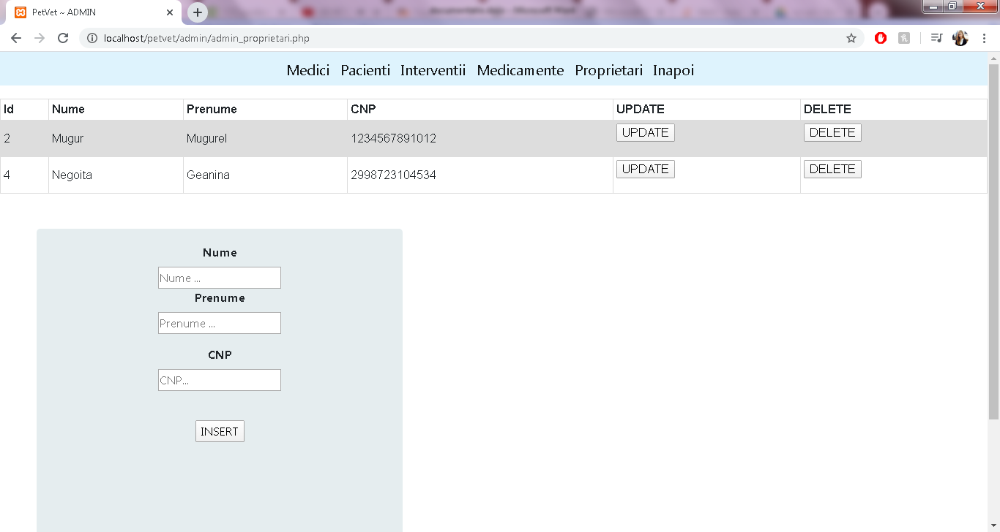 PetVet ~ ADMIN
localhost/petvet/admin/admin_proprietari.php
Medici Pacienti Interventii Medicamente Proprietari Inapoi
Id Nume Prenume CNP UPDATE DELETE
2 Mugur Mugurel 1234567891012 UPDATE DELETE
4 Negoita Geanina 2998723104534 UPDATE DELETE
Nume
Nume ...
Prenume
Prenume ...
CNP
CNP...
INSERT